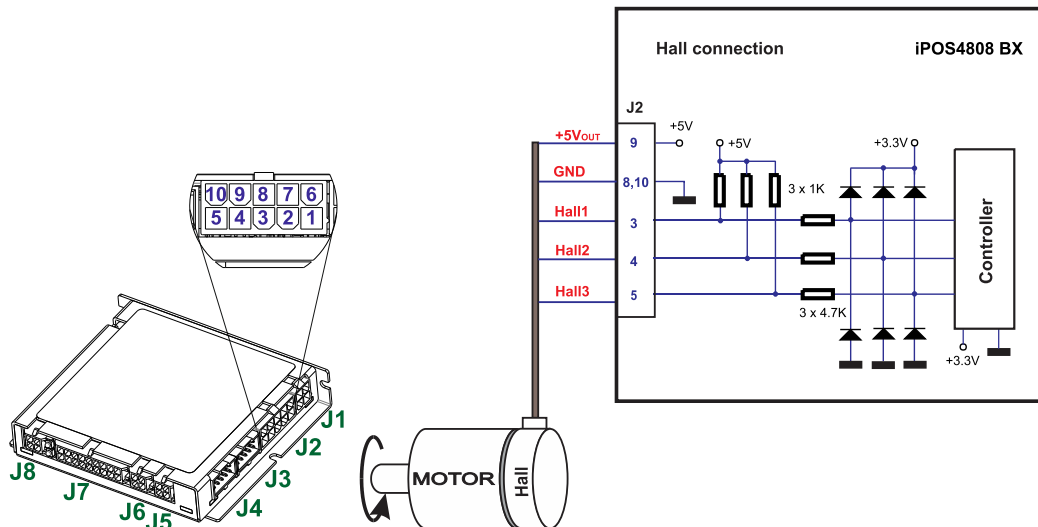 Hall connection
iPOS4808 BX
J2
+5VOUT
9
+5V
+5V
+3.3V
GND
8,10
3 x 1K
Hall1
3
Hall2
4
Hall3
5
3 x 4.7K
Controller
+3.3V
10 9 8 7 6
5 4 3 2 1
J1
J2
J3
J4
J5
J6
J7
J8
MOTOR
Hall